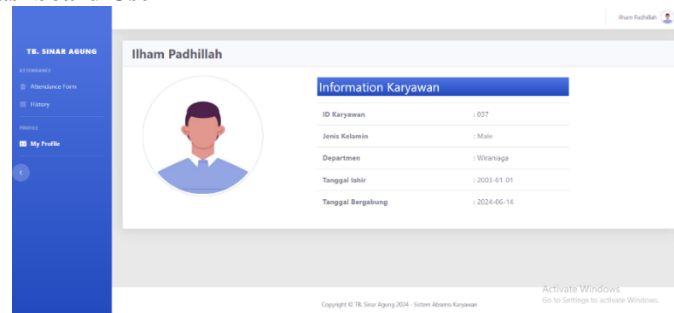 Ilham Padhillah
TB. SINAR AGUNG
Ilham Padhillah
ATTENDANCE
Attendance Form
History
PROFILE
My Profile
Information Karyawan
ID Karyawan : 037
Jenis Kelamin : Male
Departmen : Wiraniaga
Tanggal lahir : 2003-01-01
Tanggal Bergabung : 2024-06-14
Activate Windows
Go to Settings to activate Windows.
Copyright © TB. Sinar Agung 2024 - Sistem Absensi Karyawan